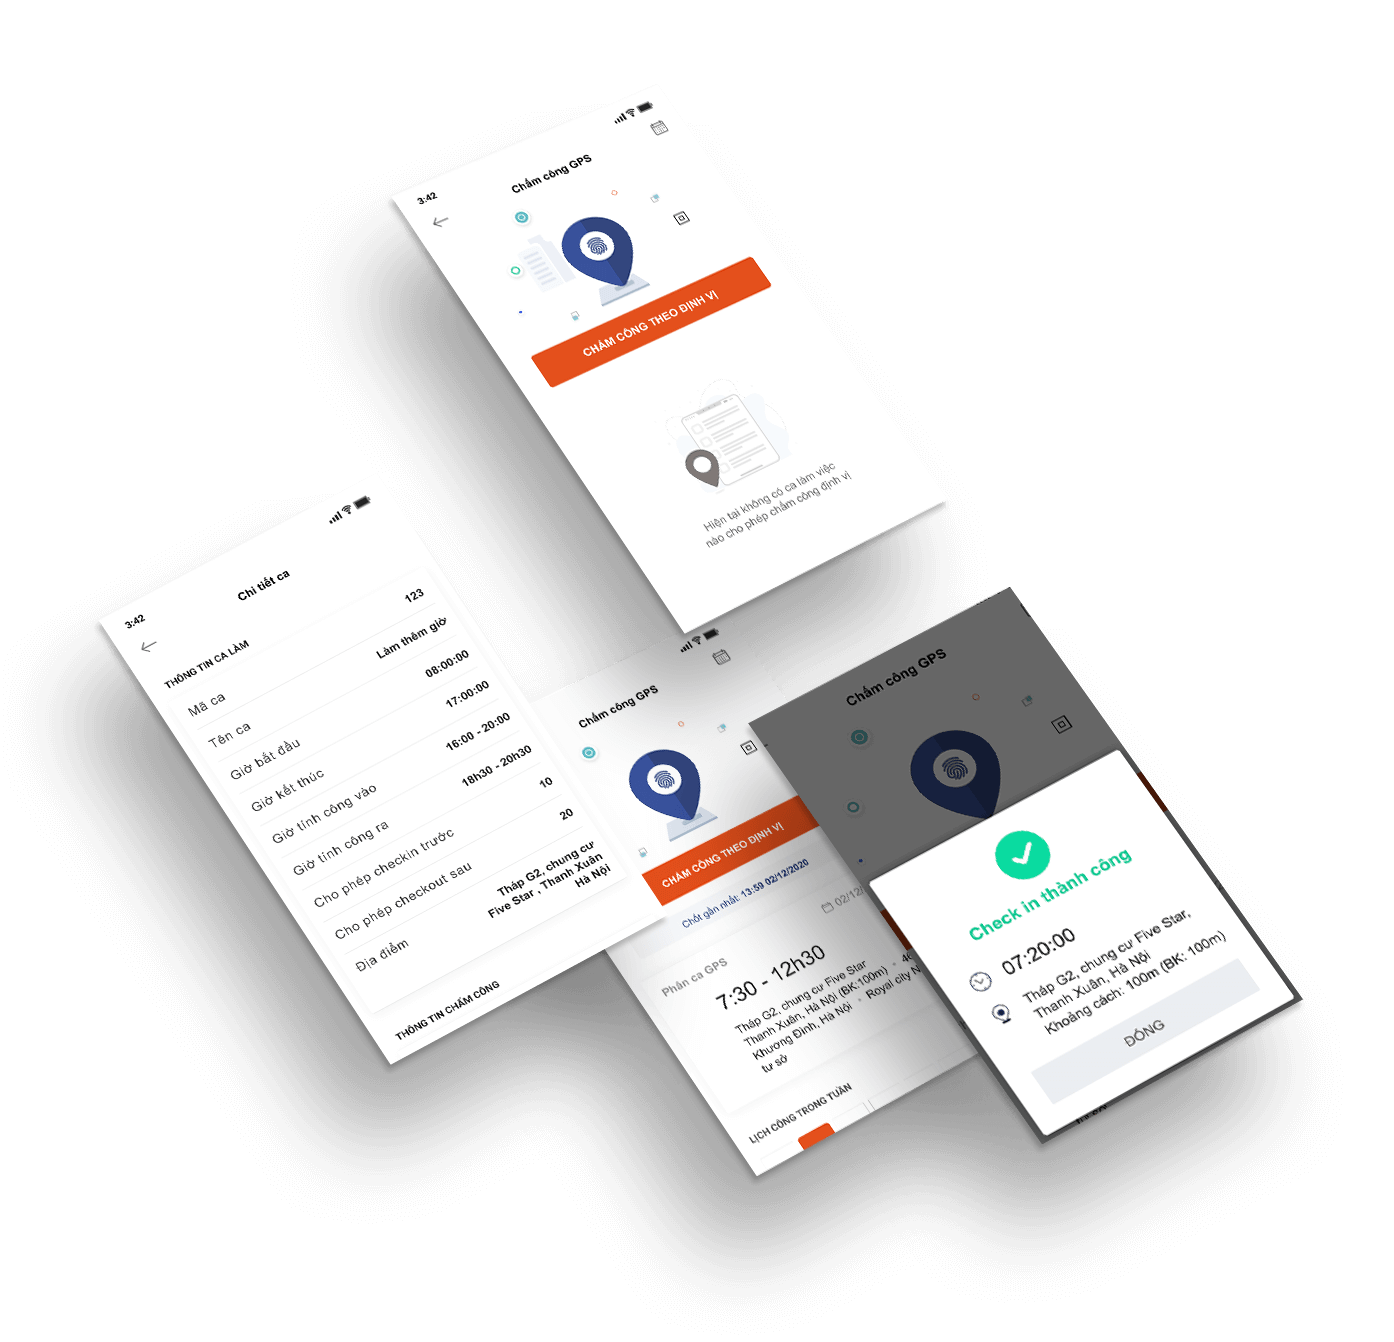 3:42
Chấm công GPS
CHẤM CÔNG THEO ĐỊNH VỊ
Hiện tại không có ca làm việc
nào cho phép chấm công định vị
3:42
Chi tiết ca
THÔNG TIN CA LÀM
Mã ca 123
Tên ca Làm thêm giờ
Giờ bắt đầu 08:00:00
Giờ kết thúc 17:00:00
Giờ tính công vào 16:00 - 20:00
Giờ tính công ra 18h30 - 20h30
Cho phép checkin trước 10
Cho phép checkout sau 20
Địa điểm Tháp G2, chung cư
Five Star , Thanh Xuân
Hà Nội
THÔNG TIN CHẤM CÔNG
Chấm công GPS
CHẤM CÔNG THEO ĐỊNH VỊ
Chốt gần nhất: 13:59 02/12/2020
Phân ca GPS 02/12/
7:30 - 12h30
Tháp G2, chung cư Five Star
Thanh Xuân, Hà Nội (BK:100m) •
Khương Đình, Hà Nội • Royal city
tư sở
LỊCH CÔNG TRONG TUẦN
Chấm công GPS
Check in thành công
07:20:00
Tháp G2, chung cư Five Star,
Thanh Xuân, Hà Nội
Khoảng cách: 100m (BK: 100m)
ĐÓNG